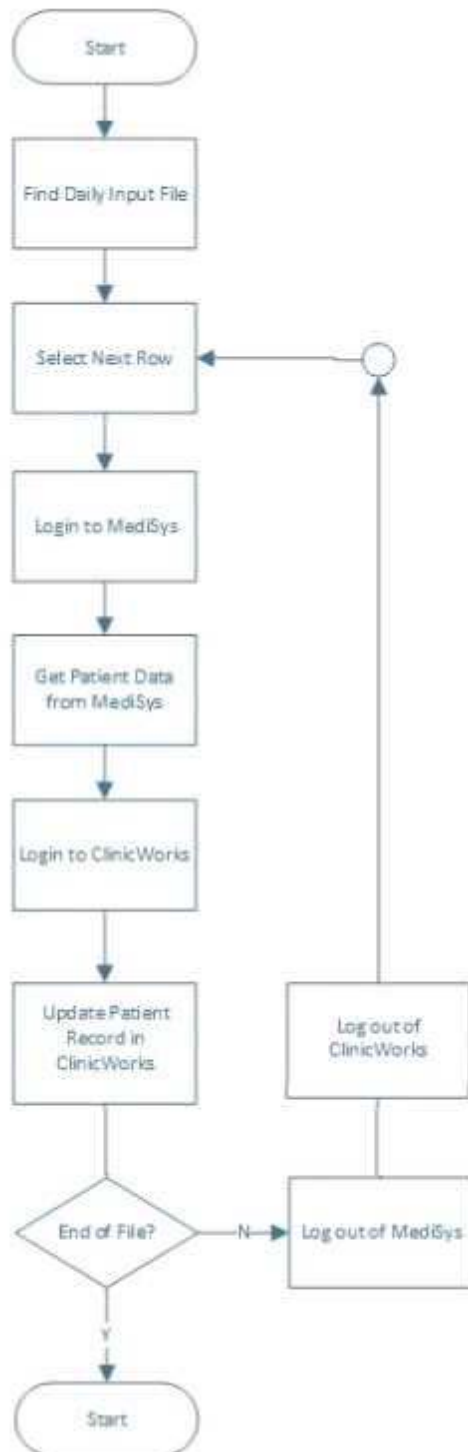 Start
Find Daily Input File
Select Next Row
Login to MediSys
Get Patient Data
from MediSys
Login to ClinicWorks
Update Patient
Record in
ClinicWorks
Log out of
ClinicWorks
End of File?
N
Log out of MediSys
Y
Start